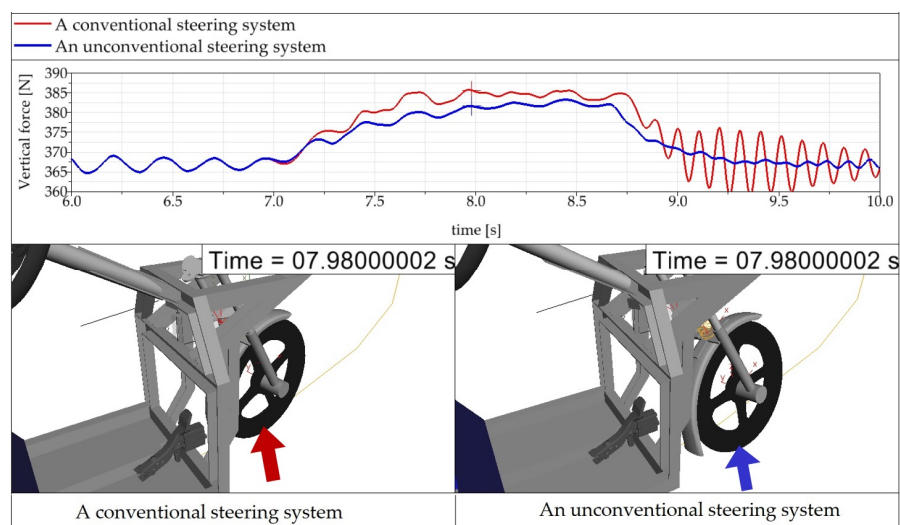 A conventional steering system
An unconventional steering system
390
385
380
375
370
365
360
Vertical force [N]
6.0 6.5 7.0 7.5 8.0 8.5 9.0 9.5 10.0
time [s]
Time = 07.98000002 s
Time = 07.98000002 s
A conventional steering system
An unconventional steering system